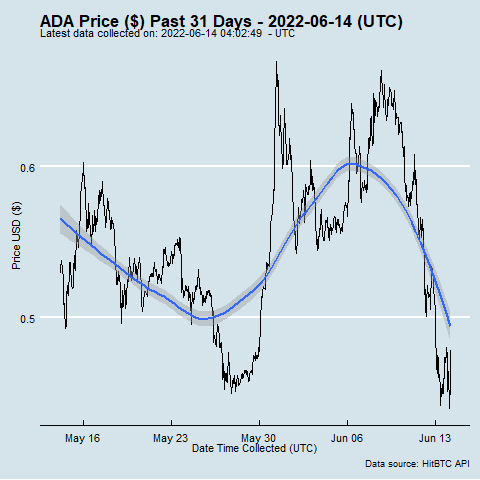 ADA Price ($) Past 31 Days - 2022-06-14 (UTC)
Latest data collected on: 2022-06-14 04:02:49 - UTC
0.6
Price USD ($)
0.5
May 16 May 23 May 30 Jun 06 Jun 13
Date Time Collected (UTC)
Data source: HitBTC API